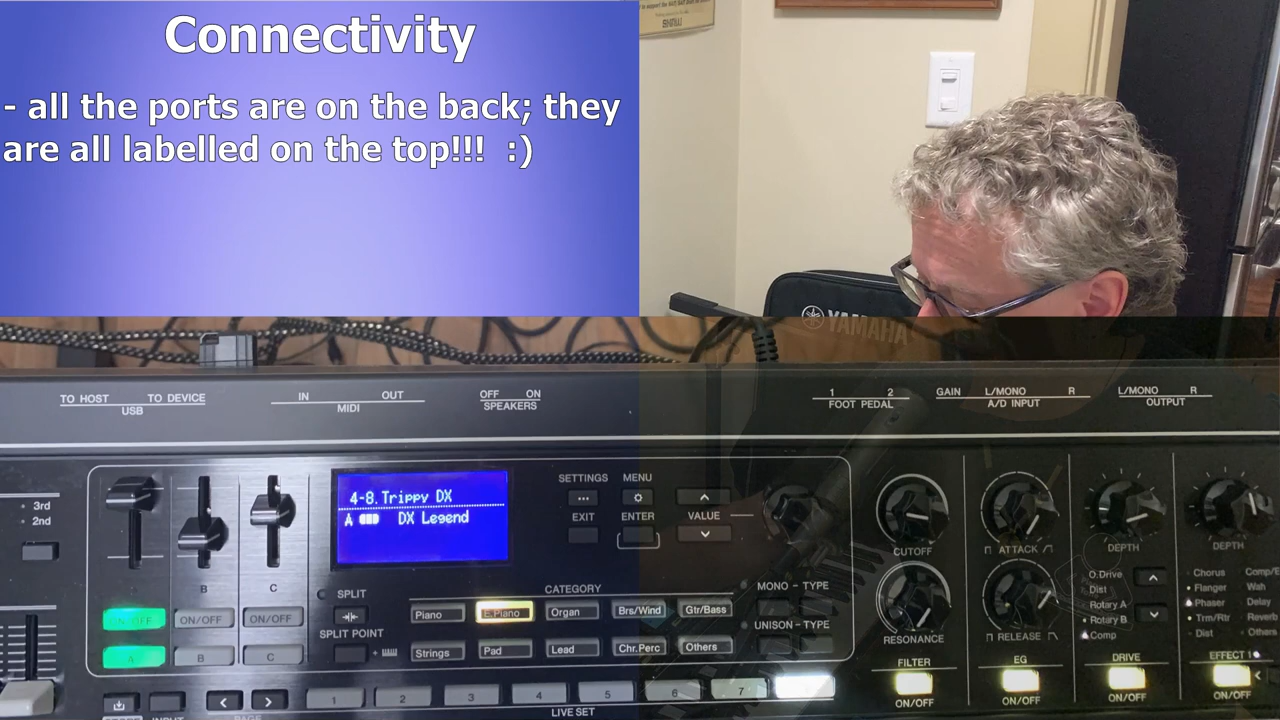 Connectivity
- all the ports are on the back; they
are all labelled on the top!!! :)
YAMAHA
TO HOST TO DEVICE
USB
IN OUT
MIDI
OFF ON
SPEAKERS
1 2
FOOT PEDAL
GAIN L/MONO R
A/D INPUT
L/MONO R
OUTPUT
3rd
2nd
4-8.Trippy DX
A DX Legend
SETTINGS MENU
EXIT ENTER
VALUE
CUTOFF
ATTACK
DEPTH
DEPTH
B C
ON/OFF ON/OFF ON/OFF
A B C
SPLIT
SPLIT POINT
CATEGORY
Piano E.Piano Organ Brs/Wind Gtr/Bass
Strings Pad Lead Chr.Perc Others
MONO - TYPE
UNISON - TYPE
RESONANCE
RELEASE
O.Drive
Dist
Rotary A
Rotary B
Comp
Chorus
Flanger
Phaser
Trm/Rtr
Dist
Wah
Delay
Reverb
Others
FILTER
ON/OFF
EG
ON/OFF
DRIVE
ON/OFF
EFFECT 1
ON/OFF
INPUT
PAGE
1 2 3 4 5 6 7
LIVE SET